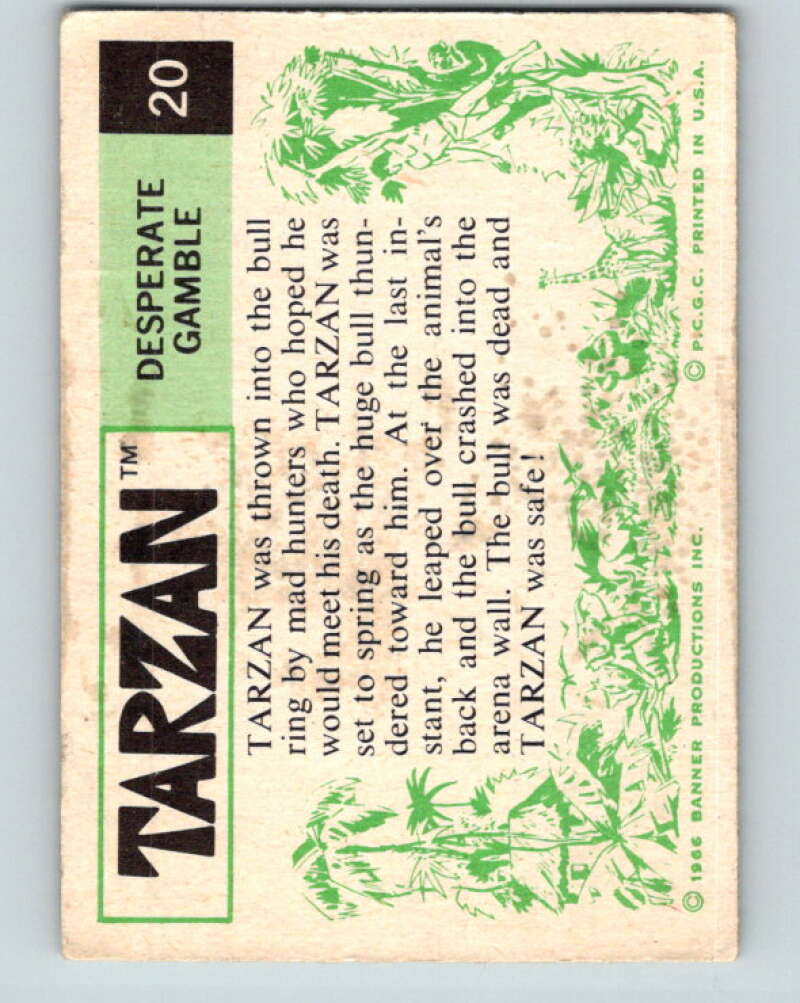 TARZAN™
DESPERATE
GAMBLE
20
TARZAN was thrown into the bull
ring by mad hunters who hoped he
would meet his death. TARZAN was
set to spring as the huge bull thun-
dered toward him. At the last in-
stant, he leaped over the animal's
back and the bull crashed into the
arena wall. The bull was dead and
TARZAN was safe!
© 1966 BANNER PRODUCTIONS INC.
© P.C.G.C. PRINTED IN U.S.A.